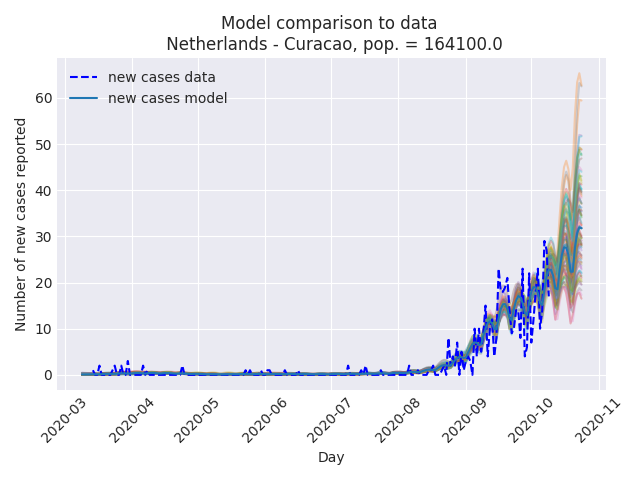 Model comparison to data
Netherlands - Curacao, pop. = 164100.0
new cases data
new cases model
Number of new cases reported
60
50
40
30
20
10
0
2020-03
2020-04
2020-05
2020-06
2020-07
2020-08
2020-09
2020-10
2020-11
Day